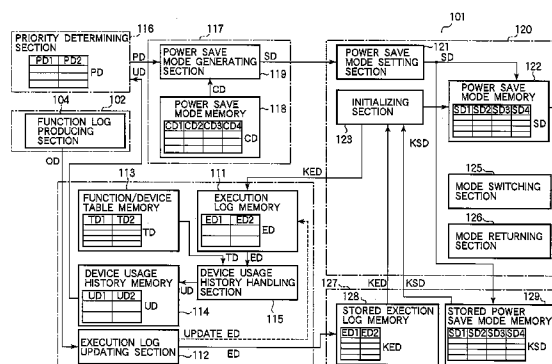 116
PRIORITY DETERMINING
SECTION
PD1 PD2
PD
104
102
FUNCTION LOG
PRODUCING
SECTION
OD
PD
UD
117
POWER SAVE
MODE GENERATING
SECTION
119
CD
POWER SAVE
MODE MEMORY
118
CD1 CD2 CD3 CD4
CD
SD
101
120
121
POWER SAVE
MODE SETTING
SECTION
SD
122
POWER SAVE
MODE MEMORY
SD1 SD2 SD3 SD4
SD
INITIALIZING
SECTION
123
KSD
KED
125
MODE SWITCHING
SECTION
126
MODE RETURNING
SECTION
113
FUNCTION/DEVICE
TABLE MEMORY
TD1 TD2
TD
111
EXECUTION
LOG MEMORY
ED1 ED2
ED
TD ED
DEVICE USAGE
HISTORY MEMORY
UD1 UD2
UD
114
UD
DEVICE USAGE
HISTORY HANDLING
SECTION
115
UPDATE ED
EXECUTION LOG
UPDATING SECTION
112
ED
127
KED
KSD
128
STORED EXECTION
LOG MEMORY
ED1 ED2
KED
129
STORED POWER
SAVE MODE MEMORY
SD1 SD2 SD3 SD4
KSD